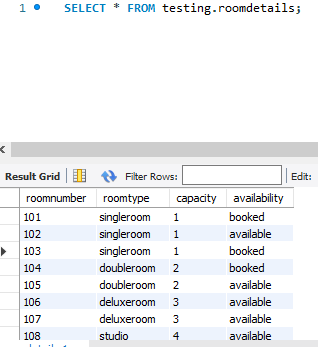 1 SELECT * FROM testing.roomdetails;
Result Grid Filter Rows: Edit:
roomnumber roomtype capacity availability
101 singleroom 1 booked
102 singleroom 1 available
103 singleroom 1 booked
104 doubleroom 2 booked
105 doubleroom 2 available
106 deluxeroom 3 available
107 deluxeroom 3 available
108 studio 4 available